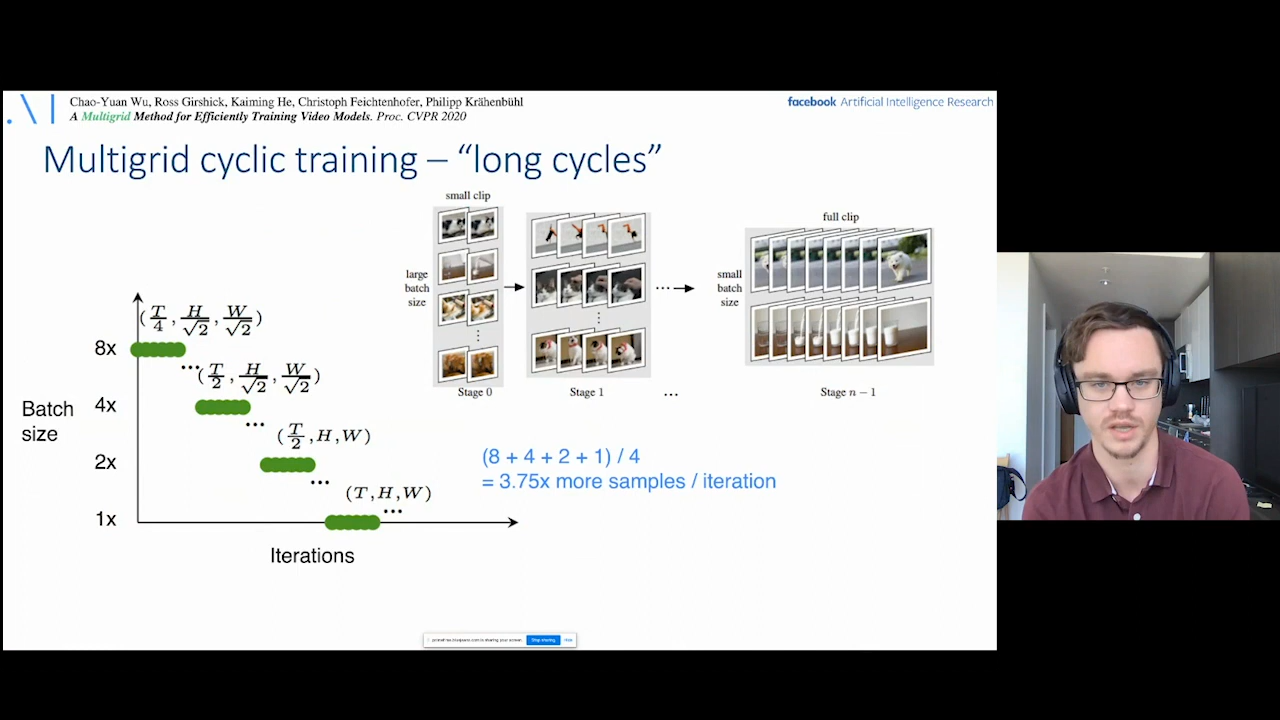 Chao-Yuan Wu, Ross Girshick, Kaiming He, Christoph Feichtenhofer, Philipp Krähenbühl
A Multigrid Method for Efficiently Training Video Models. Proc. CVPR 2020
facebook Artificial Intelligence Research
Multigrid cyclic training – “long cycles”
small clip
full clip
large
batch
size
small
batch
size
...
Stage 0
Stage 1
...
Stage n − 1
(T/4, H/√2, W/√2)
8x
...
(T/2, H/√2, W/√2)
4x
...
Batch
size
(T/2, H, W)
2x
...
(T, H, W)
1x
...
Iterations
(8 + 4 + 2 + 1) / 4
= 3.75x more samples / iteration
Stop sharing
Hide